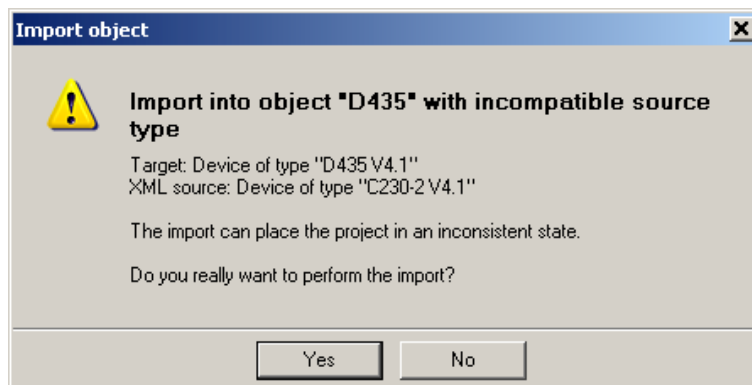 Import object
Import into object "D435" with incompatible source
type
Target: Device of type "D435 V4.1"
XML source: Device of type "C230-2 V4.1"
The import can place the project in an inconsistent state.
Do you really want to perform the import?
Yes No